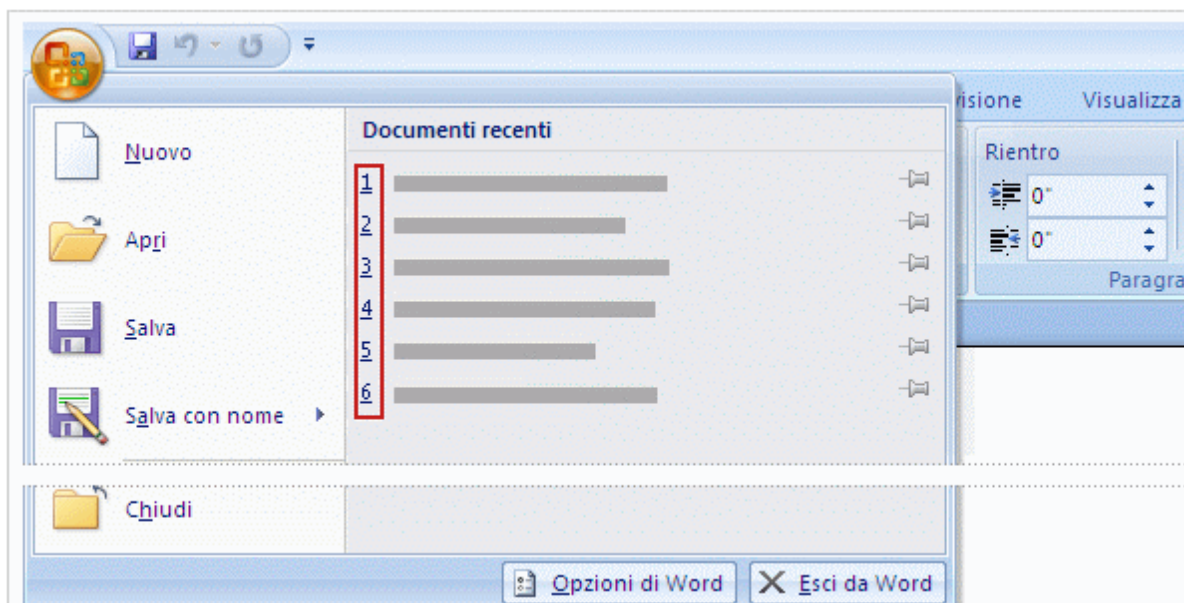 visione Visualizza
Documenti recenti
Nuovo
Apri
Salva
Salva con nome
Chiudi
1
2
3
4
5
6
Rientro
0"
0"
Paragra
Opzioni di Word Esci da Word